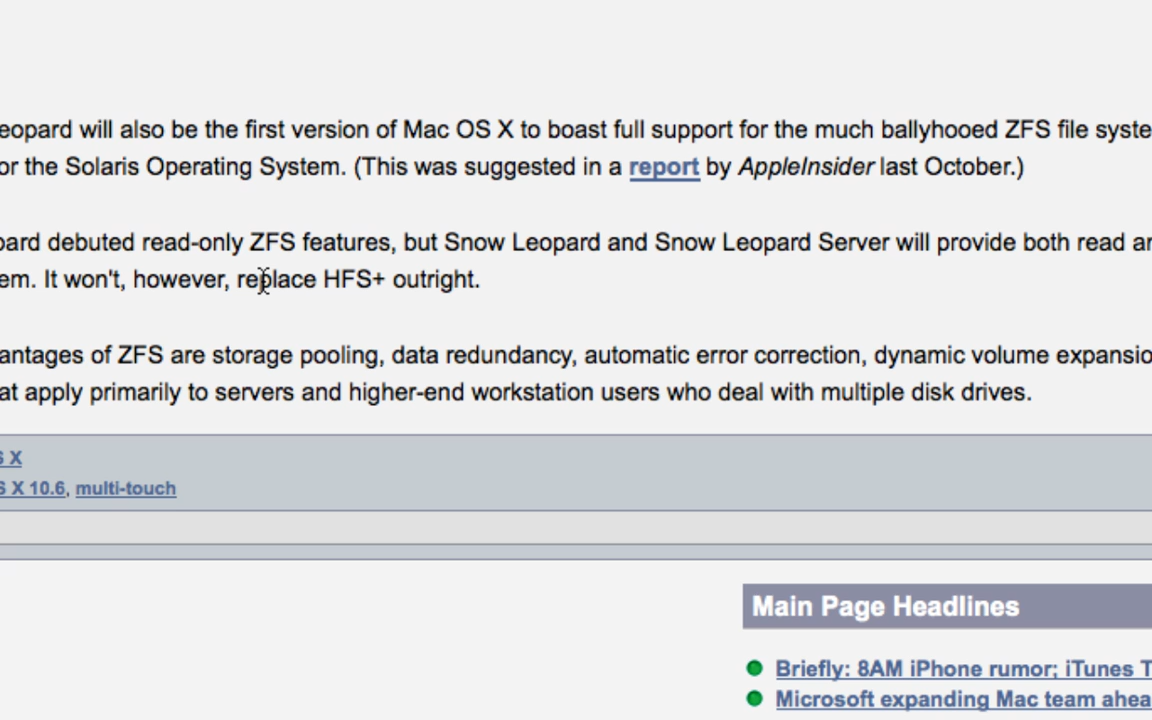 eopard will also be the first version of Mac OS X to boast full support for the much ballyhooed ZFS file syste
or the Solaris Operating System. (This was suggested in a report by AppleInsider last October.)
pard debuted read-only ZFS features, but Snow Leopard and Snow Leopard Server will provide both read ar
em. It won't, however, replace HFS+ outright.
antages of ZFS are storage pooling, data redundancy, automatic error correction, dynamic volume expansio
at apply primarily to servers and higher-end workstation users who deal with multiple disk drives.
S X
S X 10.6, multi-touch
Main Page Headlines
Briefly: 8AM iPhone rumor; iTunes T
Microsoft expanding Mac team ahea